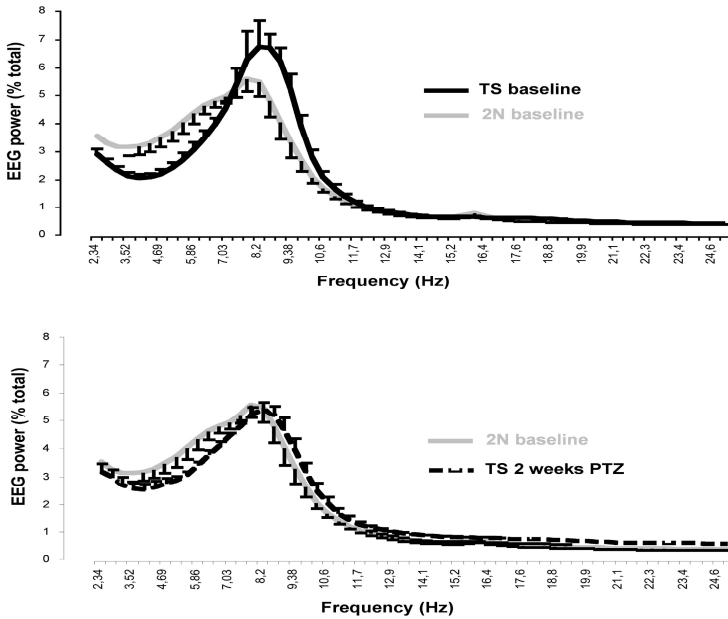 8
7
6
5
4
3
2
1
0
EEG power (% total)
TS baseline
2N baseline
2,34 3,52 4,69 5,86 7,03 8,2 9,38 10,6 11,7 12,9 14,1 15,2 16,4 17,6 18,8 19,9 21,1 22,3 23,4 24,6
Frequency (Hz)
8
7
6
5
4
3
2
1
0
EEG power (% total)
2N baseline
TS 2 weeks PTZ
2,34 3,52 4,69 5,86 7,03 8,2 9,38 10,6 11,7 12,9 14,1 15,2 16,4 17,6 18,8 19,9 21,1 22,3 23,4 24,6
Frequency (Hz)